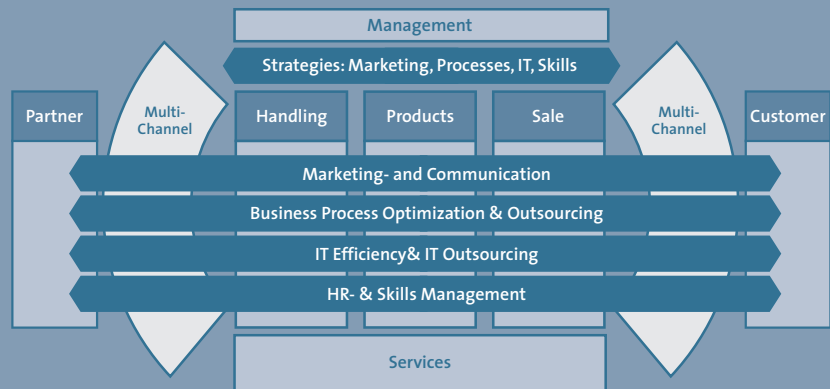 Management
Strategies: Marketing, Processes, IT, Skills
Partner
Multi-
Channel
Handling
Products
Sale
Multi-
Channel
Customer
Marketing- and Communication
Business Process Optimization & Outsourcing
IT Efficiency& IT Outsourcing
HR- & Skills Management
Services